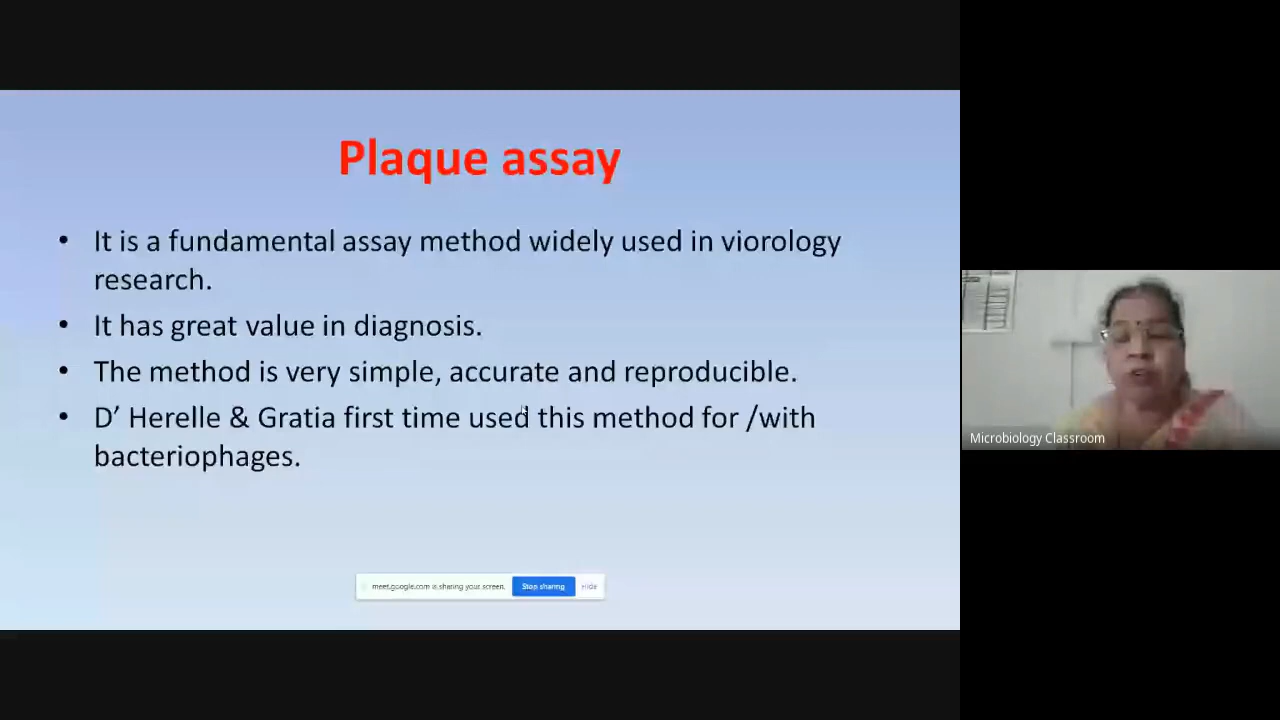 Plaque assay
• It is a fundamental assay method widely used in viorology
research.
• It has great value in diagnosis.
• The method is very simple, accurate and reproducible.
• D’ Herelle & Gratia first time used this method for /with
bacteriophages.
meet.google.com is sharing your screen. Stop sharing Hide
Microbiology Classroom